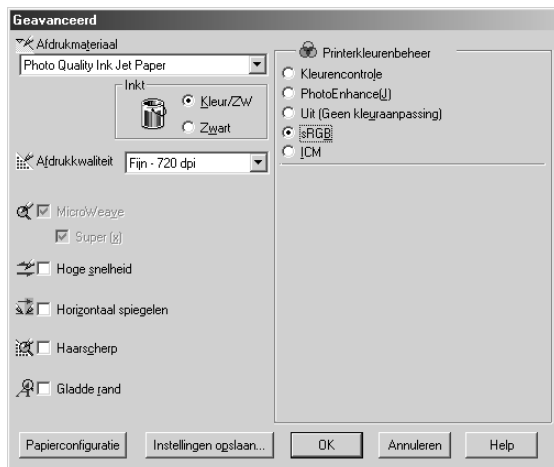 Geavanceerd
Afdrukmateriaal
Photo Quality Ink Jet Paper
Inkt
Kleur/ZW
Zwart
Afdrukkwaliteit
Fijn - 720 dpi
MicroWeave
Super (x)
Hoge snelheid
Horizontaal spiegelen
Haarscherp
Gladde rand
Printerkleurenbeheer
Kleurencontrole
PhotoEnhance(J)
Uit (Geen kleuraanpassing)
sRGB
ICM
Papierconfiguratie
Instellingen opslaan...
OK
Annuleren
Help